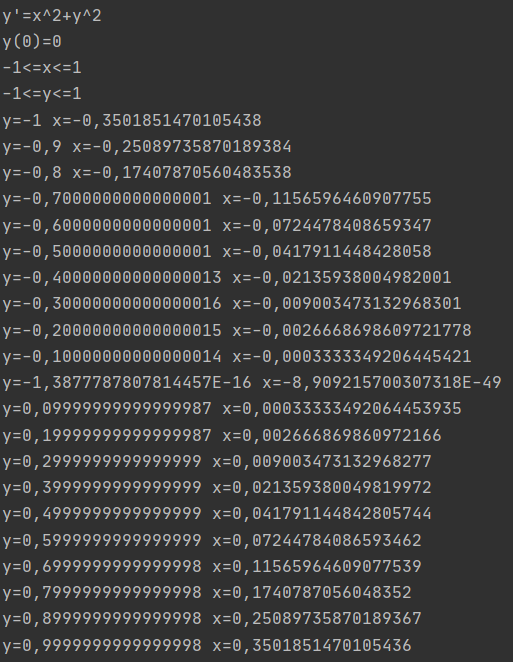 y'=x^2+y^2
y(0)=0
-1<=x<=1
-1<=y<=1
y=-1 x=-0,3501851470105438
y=-0,9 x=-0,25089735870189384
y=-0,8 x=-0,17407870560483538
y=-0,7000000000000001 x=-0,1156596460907755
y=-0,6000000000000001 x=-0,0724478408659347
y=-0,5000000000000001 x=-0,0417911448428058
y=-0,40000000000000013 x=-0,02135938004982001
y=-0,30000000000000016 x=-0,009003473132968301
y=-0,20000000000000015 x=-0,0026668698609721778
y=-0,10000000000000014 x=-0,0003333349206445421
y=-1,3877787807814457E-16 x=-8,909215700307318E-49
y=0,09999999999999987 x=0,00033333492064453935
y=0,19999999999999987 x=0,002666869860972166
y=0,2999999999999999 x=0,009003473132968277
y=0,3999999999999999 x=0,021359380049819972
y=0,4999999999999999 x=0,041791144842805744
y=0,5999999999999999 x=0,07244784086593462
y=0,6999999999999998 x=0,11565964609077539
y=0,7999999999999998 x=0,1740787056048352
y=0,8999999999999998 x=0,25089735870189367
y=0,9999999999999998 x=0,3501851470105436